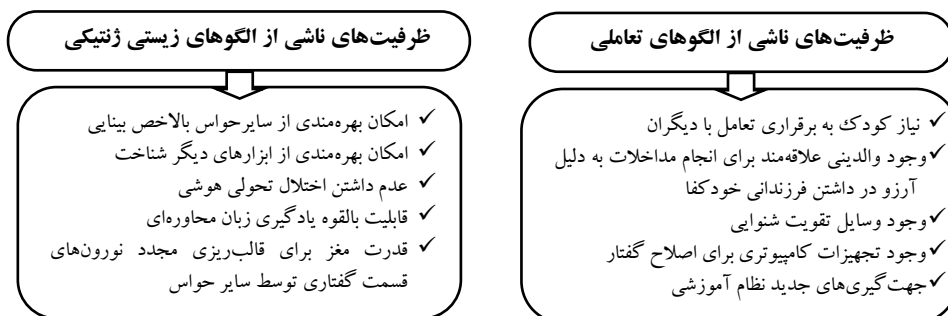 ظرفیت‌های ناشی از الگوهای تعاملی
✓ نیاز کودک به برقراری تعامل با دیگران
✓ وجود والدینی علاقه‌مند برای انجام مداخلات به دلیل
آرزو در داشتن فرزندانی خودکفا
✓ وجود وسایل تقویت شنوایی
✓ وجود تجهیزات کامپیوتری برای اصلاح گفتار
✓ جهت‌گیری‌های جدید نظام آموزشی
ظرفیت‌های ناشی از الگوهای زیستی ژنتیکی
✓ امکان بهره‌مندی از سایرحواس بالاخص بینایی
✓ امکان بهره‌مندی از ابزارهای دیگر شناخت
✓ عدم داشتن اختلال تحولی هوشی
✓ قابلیت بالقوه یادگیری زبان محاوره‌ای
✓ قدرت مغز برای قالب‌ریزی مجدد نورون‌های
قسمت گفتاری توسط سایر حواس